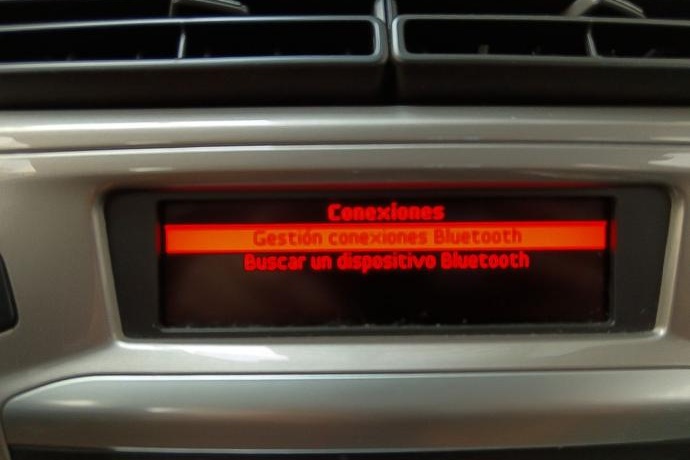 Conexiones
Gestión conexiones Bluetooth
Buscar un dispositivo Bluetooth